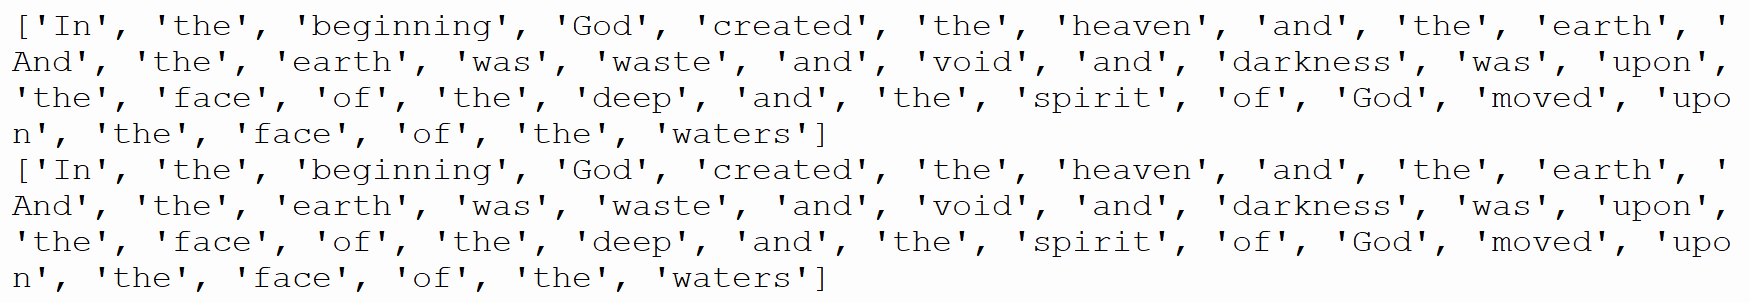 ['In', 'the', 'beginning', 'God', 'created', 'the', 'heaven', 'and', 'the', 'earth', '
And', 'the', 'earth', 'was', 'waste', 'and', 'void', 'and', 'darkness', 'was', 'upon',
'the', 'face', 'of', 'the', 'deep', 'and', 'the', 'spirit', 'of', 'God', 'moved', 'upo
n', 'the', 'face', 'of', 'the', 'waters']
['In', 'the', 'beginning', 'God', 'created', 'the', 'heaven', 'and', 'the', 'earth', '
And', 'the', 'earth', 'was', 'waste', 'and', 'void', 'and', 'darkness', 'was', 'upon',
'the', 'face', 'of', 'the', 'deep', 'and', 'the', 'spirit', 'of', 'God', 'moved', 'upo
n', 'the', 'face', 'of', 'the', 'waters']